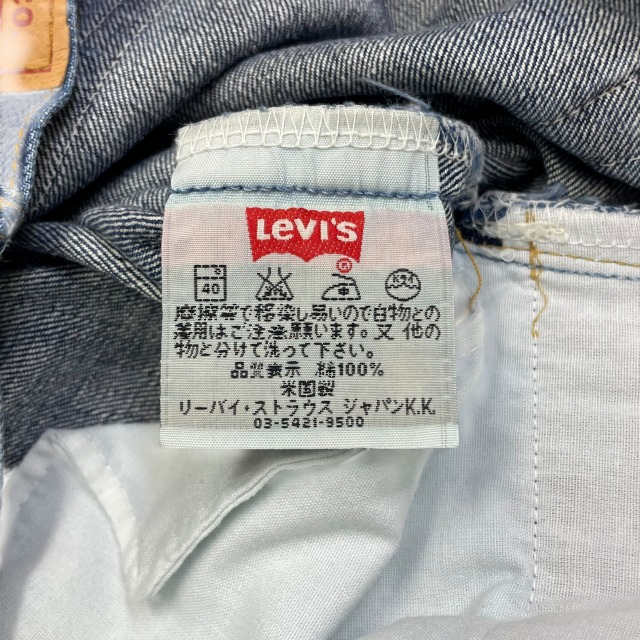 Levi's
R
40
中
摩擦等で移染し易いので白物との
着用はご注意願います。又 他の
物と分けて洗って下さい。
品質表示 綿100%
米国製
リーバイ・ストラウス ジャパンK.K.
03-5421-9500